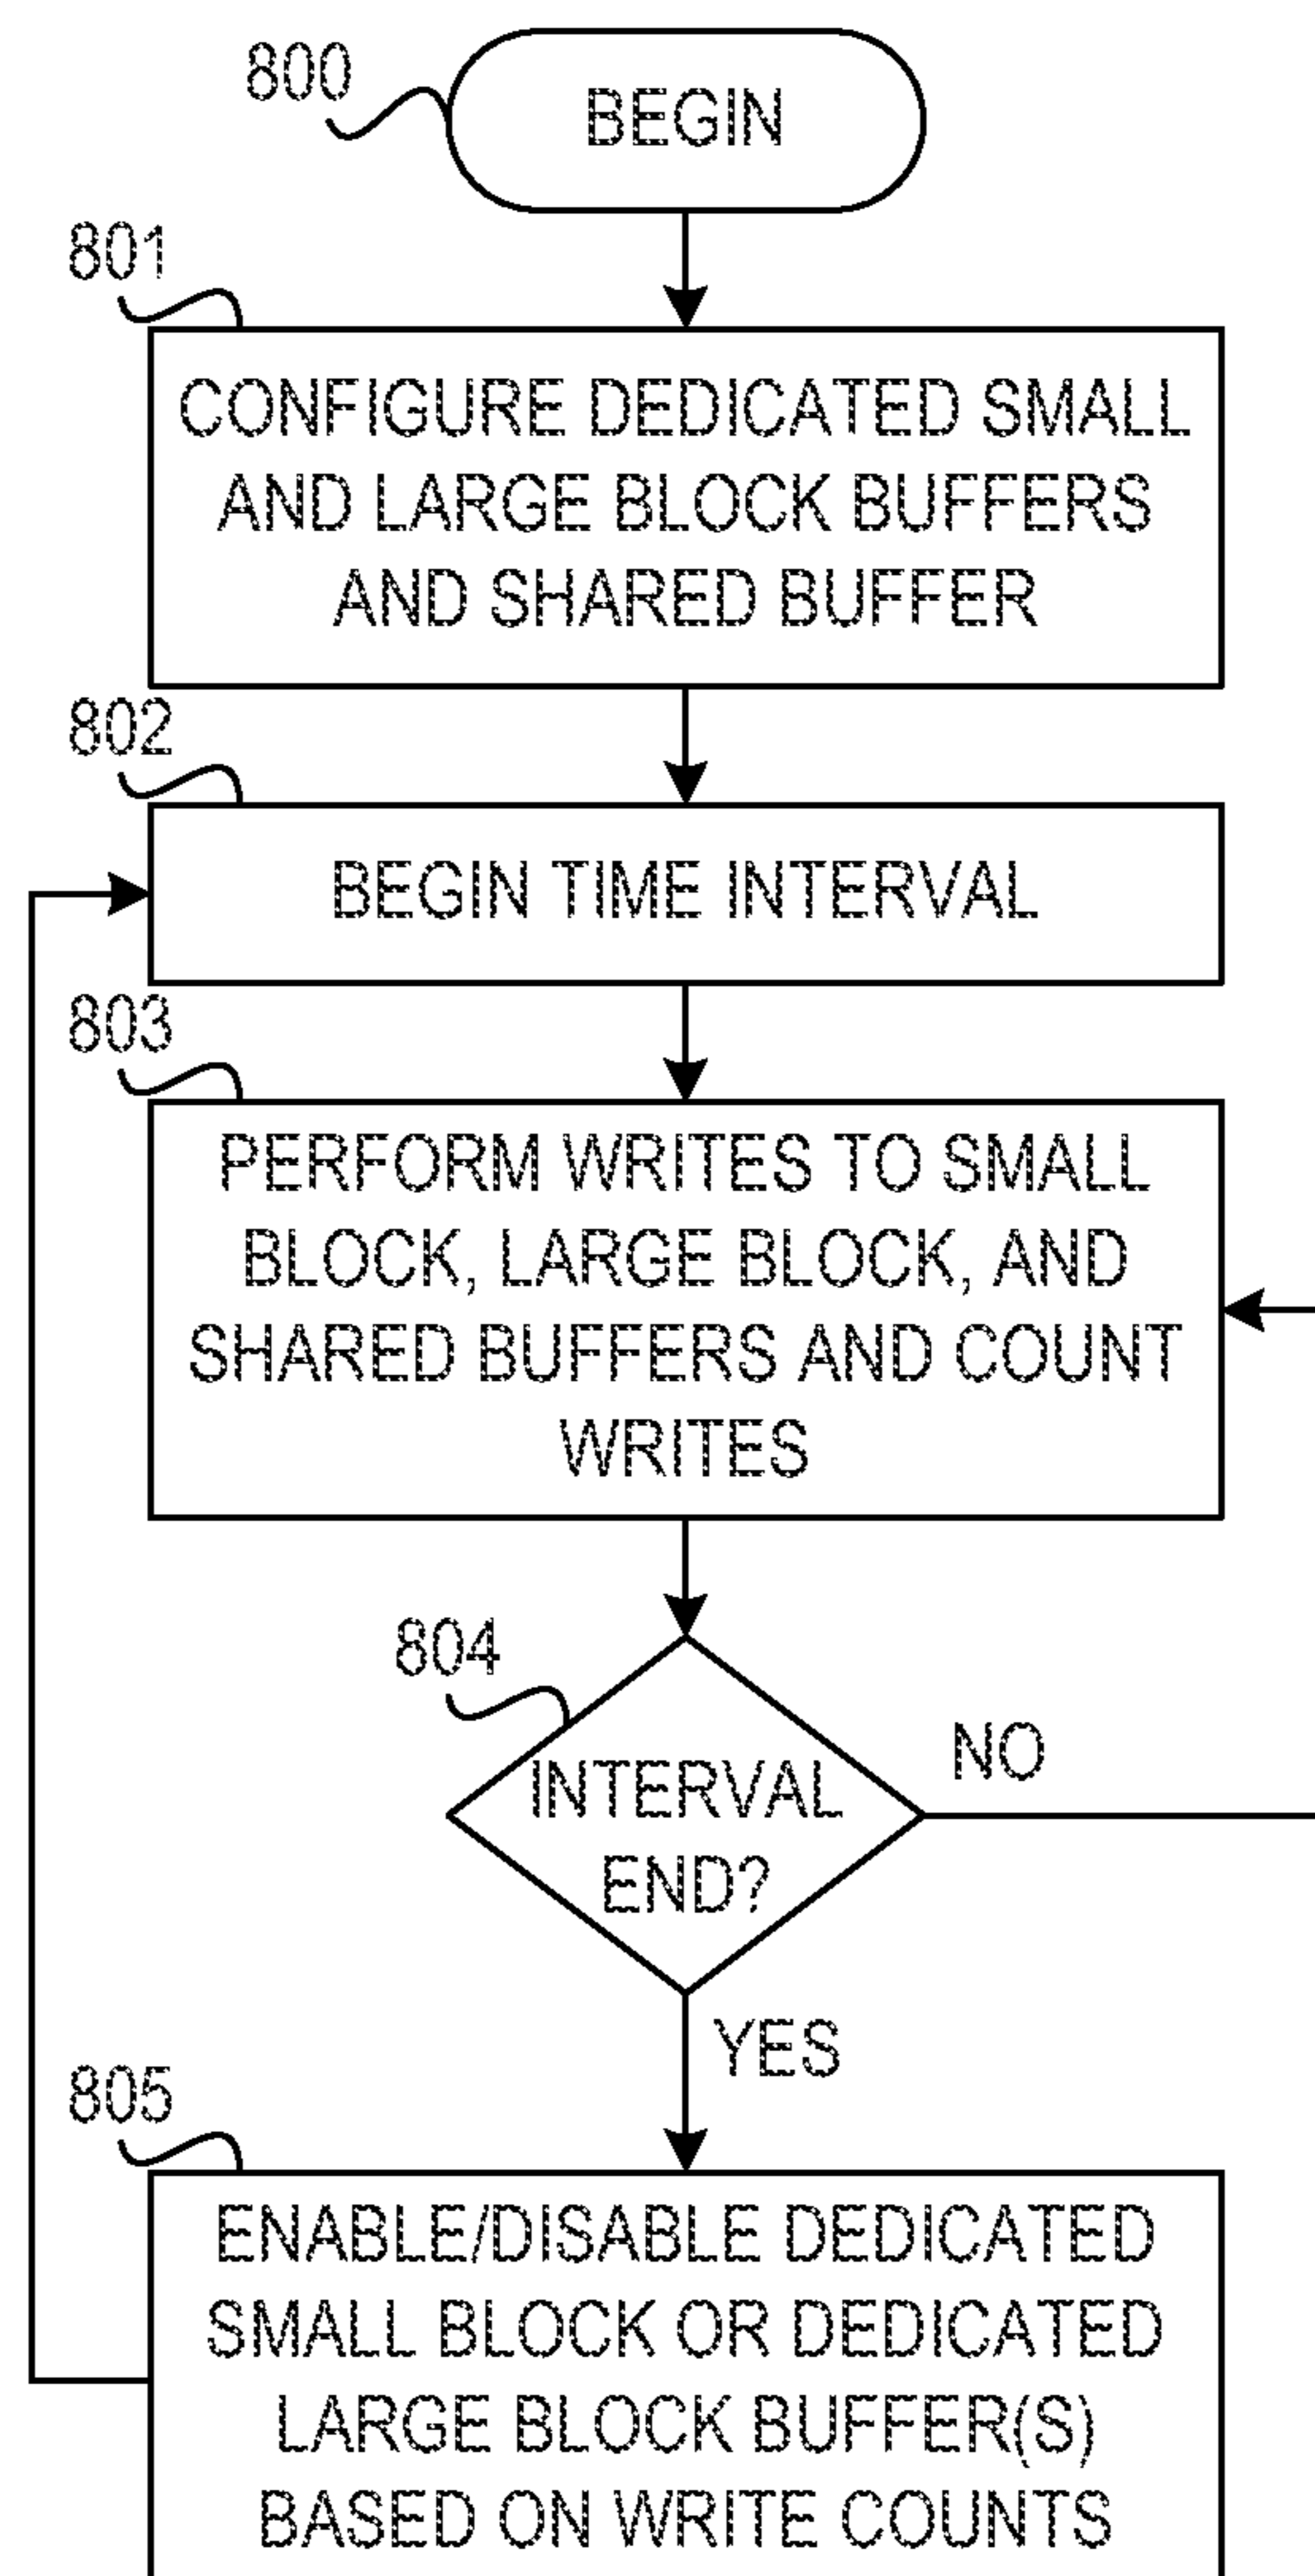 800
BEGIN
801
CONFIGURE DEDICATED SMALL
AND LARGE BLOCK BUFFERS
AND SHARED BUFFER
802
BEGIN TIME INTERVAL
803
PERFORM WRITES TO SMALL
BLOCK, LARGE BLOCK, AND
SHARED BUFFERS AND COUNT
WRITES
804
INTERVAL
END?
NO
YES
805
ENABLE/DISABLE DEDICATED
SMALL BLOCK OR DEDICATED
LARGE BLOCK BUFFER(S)
BASED ON WRITE COUNTS